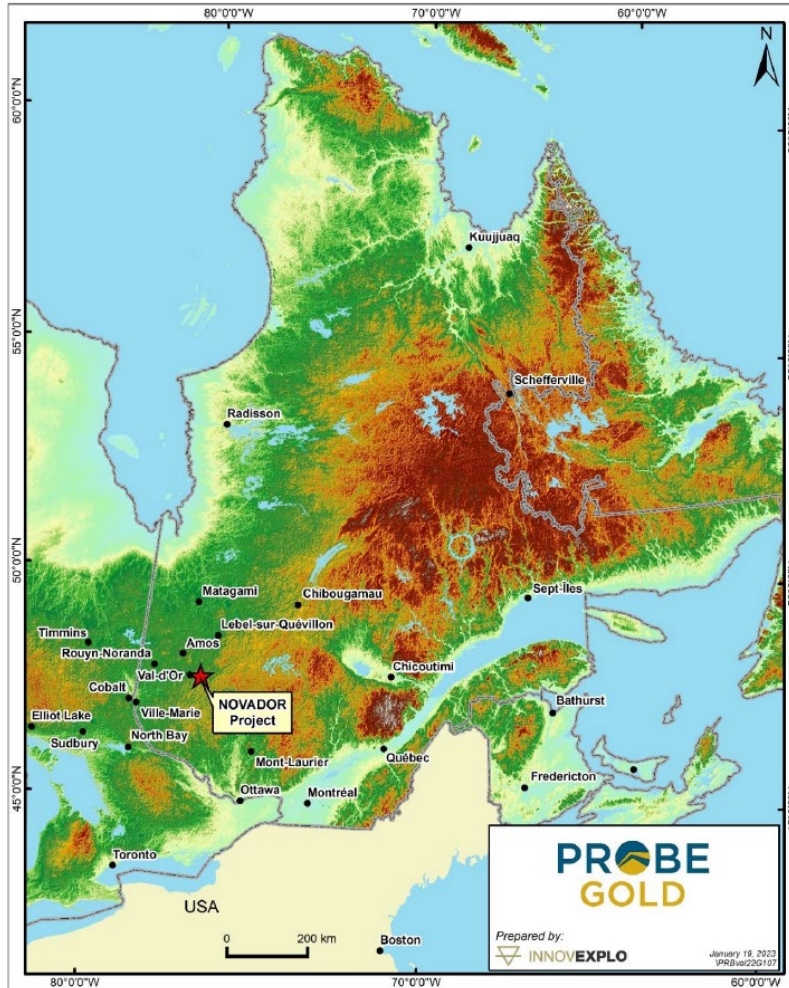 80°0'0"W
70°0'0"W
60°0'0"W
N
60°0'0"N
Kuujjuaq
55°0'0"N
Schefferville
Radisson
50°0'0"N
Matagami
Chibougamau
Sept-Îles
Timmins
Lebel-sur-Quévillon
Rouyn-Noranda
Amos
Val-d'Or
Chicoutimi
Cobalt
NOVADOR
Project
Ville-Marie
Elliot Lake
Bathurst
Sudbury
North Bay
Mont-Laurier
Québec
45°0'0"N
Ottawa
Montréal
Fredericton
Toronto
PROBE
GOLD
USA
0 200 km
Boston
Prepared by:
INNOVEXPLO
January 19, 2023
\PRBval22G107
80°0'0"W
70°0'0"W
60°0'0"W